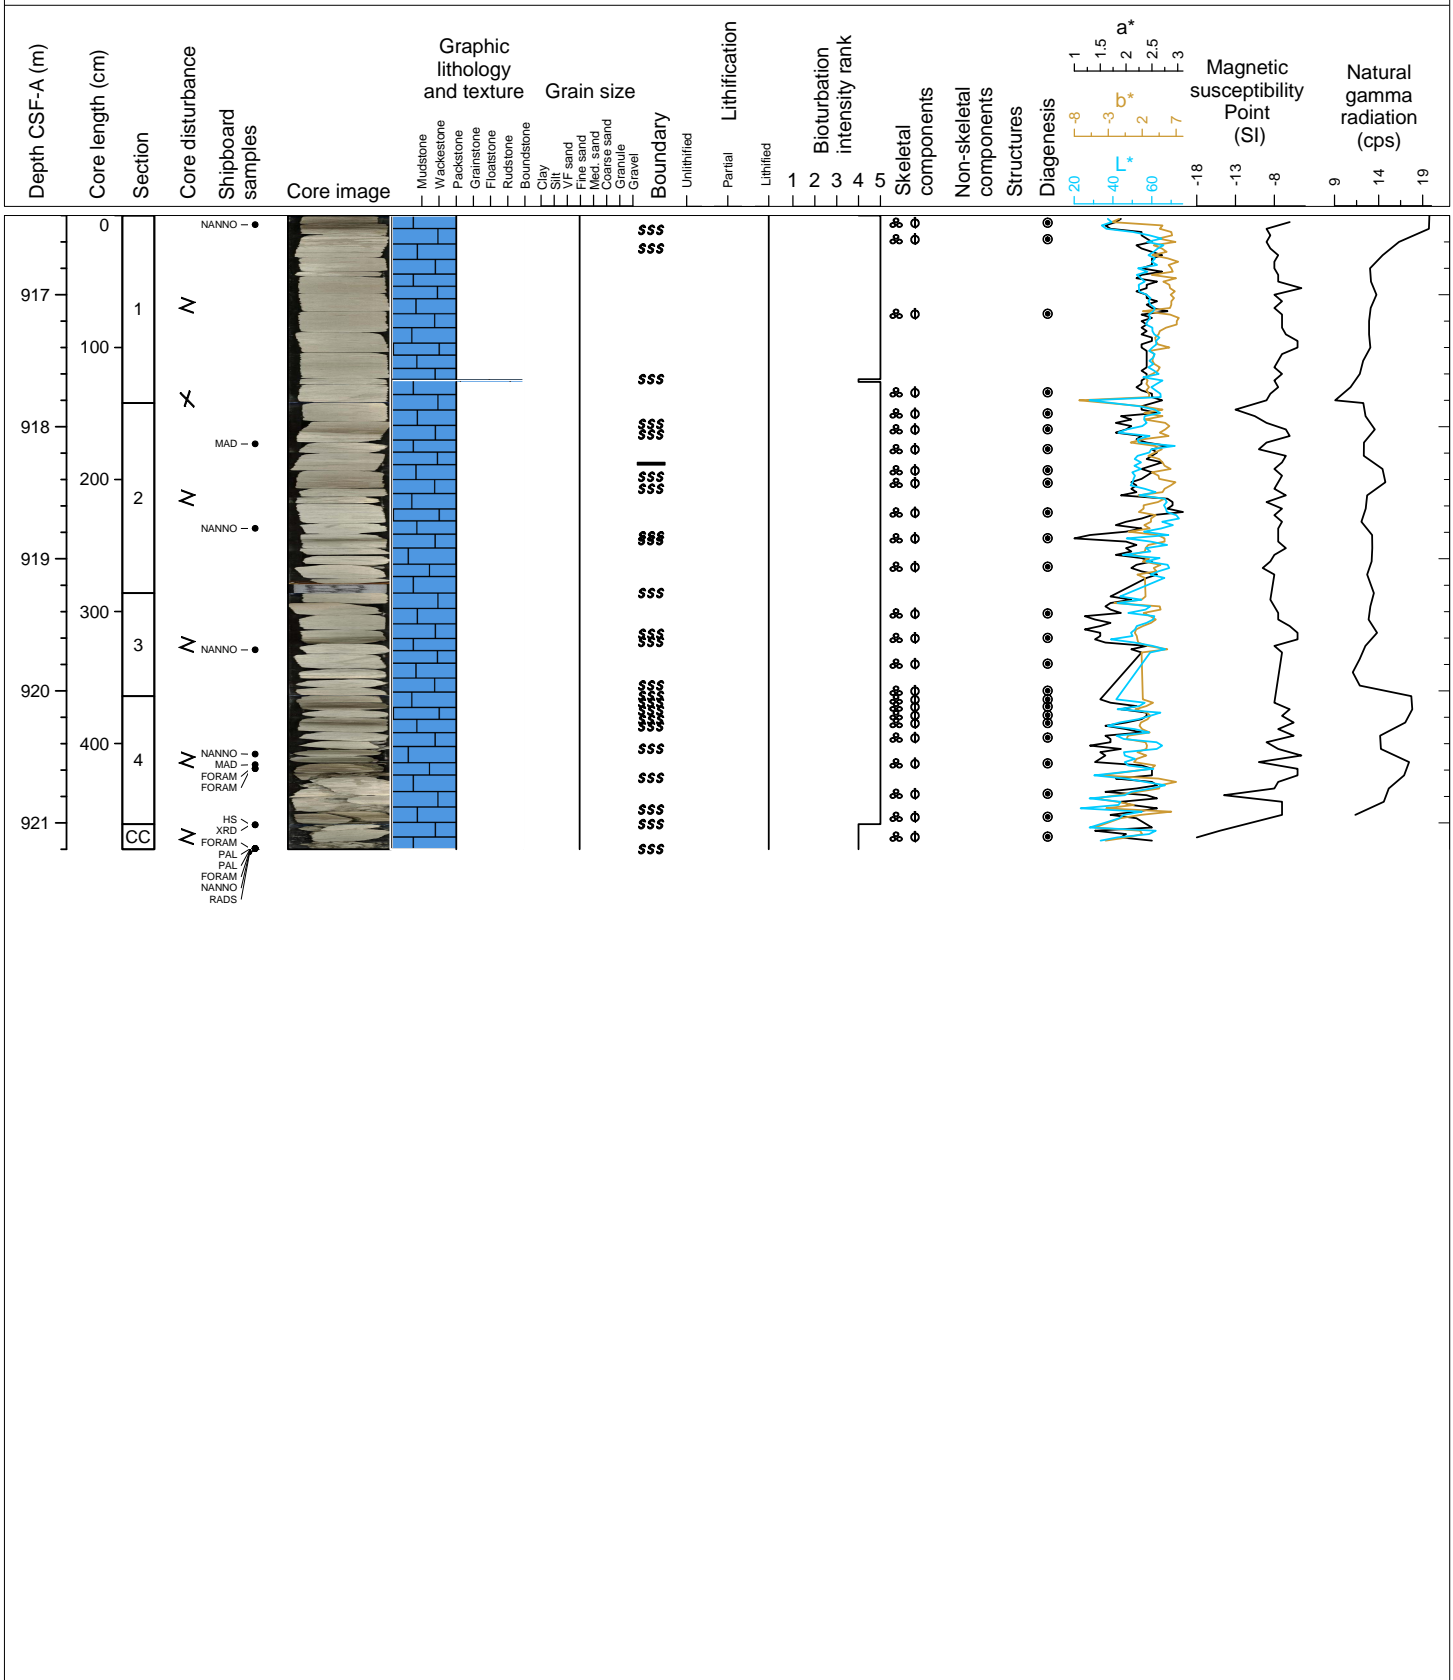 Depth CSF-A (m)
Core length (cm)
Section
Core disturbance
Shipboard
samples
Core image
Graphic
lithology
and texture
Mudstone
Wackestone
Packstone
Grainstone
Floatstone
Rudstone
Boundstone
Grain size
Clay
Silt
VF sand
Fine sand
Med. sand
Coarse sand
Granule
Gravel
Boundary
Lithification
Unlithified
Partial
Lithified
Bioturbation
intensity rank
1 2 3 4 5
Skeletal
components
Non-skeletal
components
Structures
Diagenesis
a*
1 1.5 2 2.5 3
b*
-8 -3 2 7
L*
20 40 60
Magnetic
susceptibility
Point
(SI)
-18 -13 -8
Natural
gamma
radiation
(cps)
9 14 19
917
918
919
920
921
0
100
200
300
400
1
2
3
4
CC
NANNO
MAD
NANNO
NANNO
NANNO
MAD
FORAM
FORAM
HS
XRD
FORAM
PAL
PAL
FORAM
NANNO
RADS